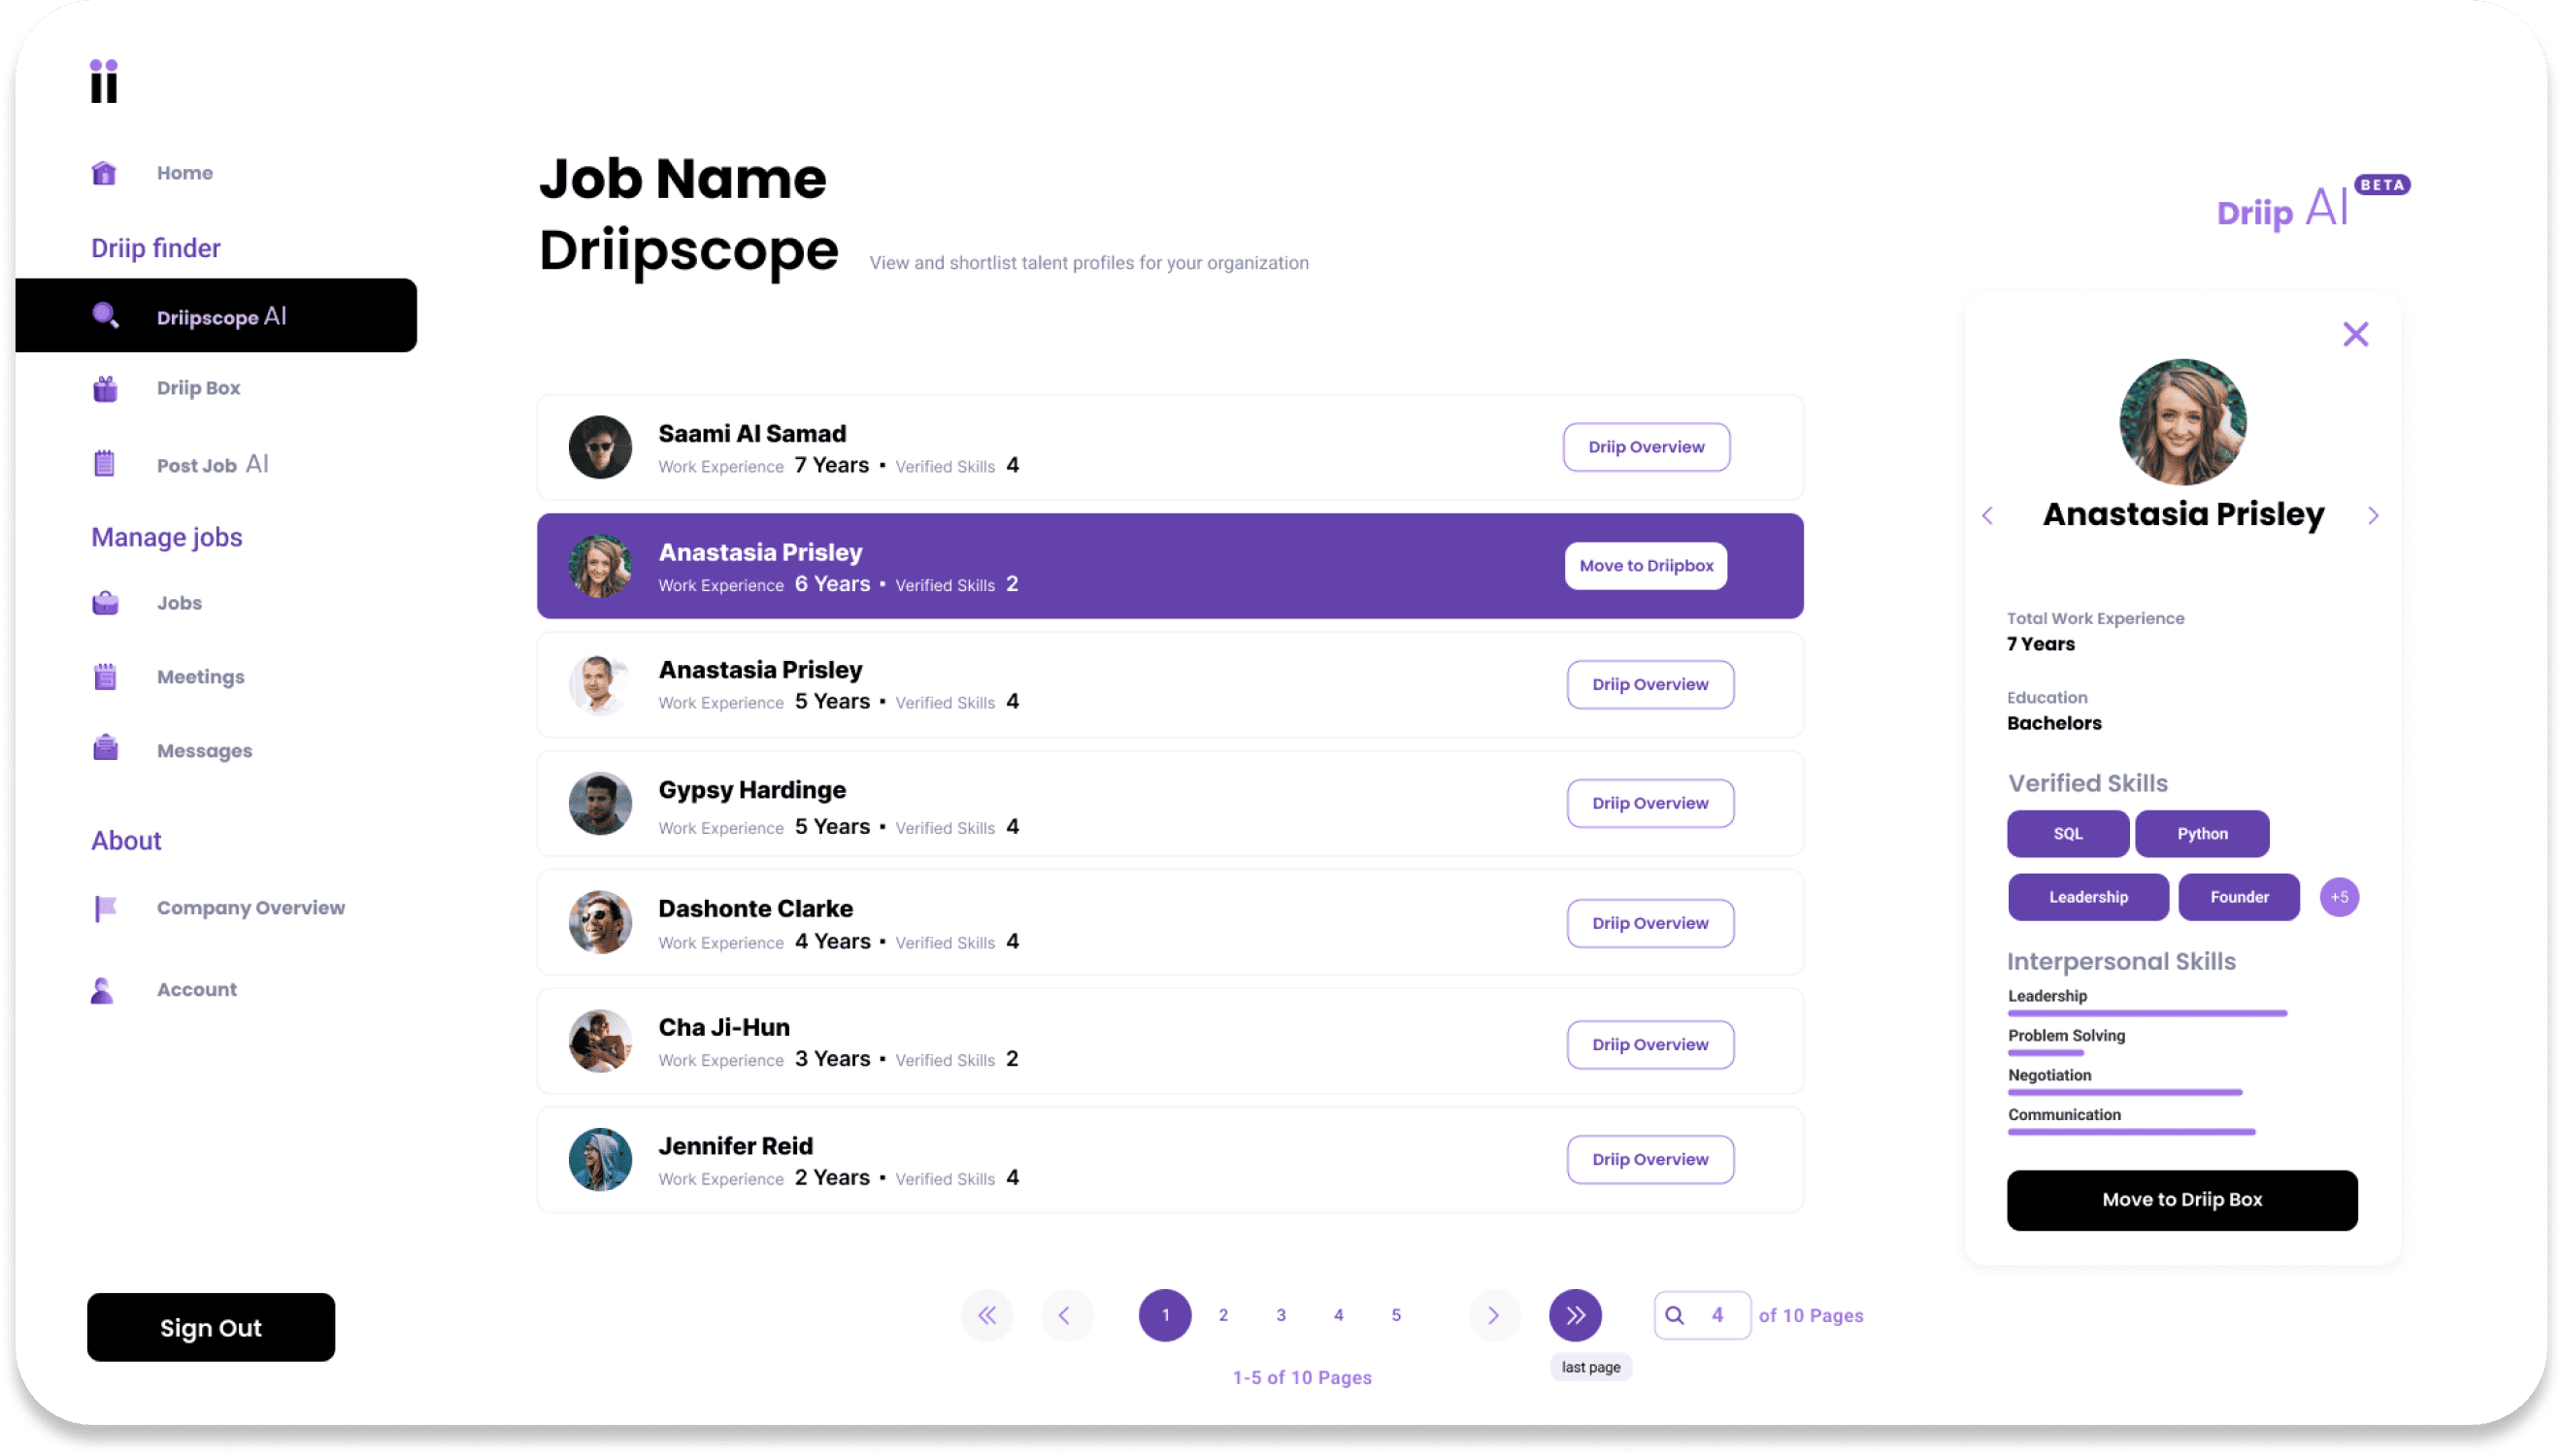 ii
Home
Driip finder
Driipscope AI
Driip Box
Post Job AI
Manage jobs
Jobs
Meetings
Messages
About
Company Overview
Account
Sign Out
Job Name
Driipscope View and shortlist talent profiles for your organization
Driip AI BETA
Saami Al Samad
Work Experience 7 Years • Verified Skills 4
Driip Overview
Anastasia Prisley
Work Experience 6 Years • Verified Skills 2
Move to Driipbox
Anastasia Prisley
Work Experience 5 Years • Verified Skills 4
Driip Overview
Gypsy Hardinge
Work Experience 5 Years • Verified Skills 4
Driip Overview
Dashonte Clarke
Work Experience 4 Years • Verified Skills 4
Driip Overview
Cha Ji-Hun
Work Experience 3 Years • Verified Skills 2
Driip Overview
Jennifer Reid
Work Experience 2 Years • Verified Skills 4
Driip Overview
1 2 3 4 5
4 of 10 Pages
last page
1-5 of 10 Pages
Anastasia Prisley
Total Work Experience
7 Years
Education
Bachelors
Verified Skills
SQL Python
Leadership Founder +5
Interpersonal Skills
Leadership
Problem Solving
Negotiation
Communication
Move to Driip Box